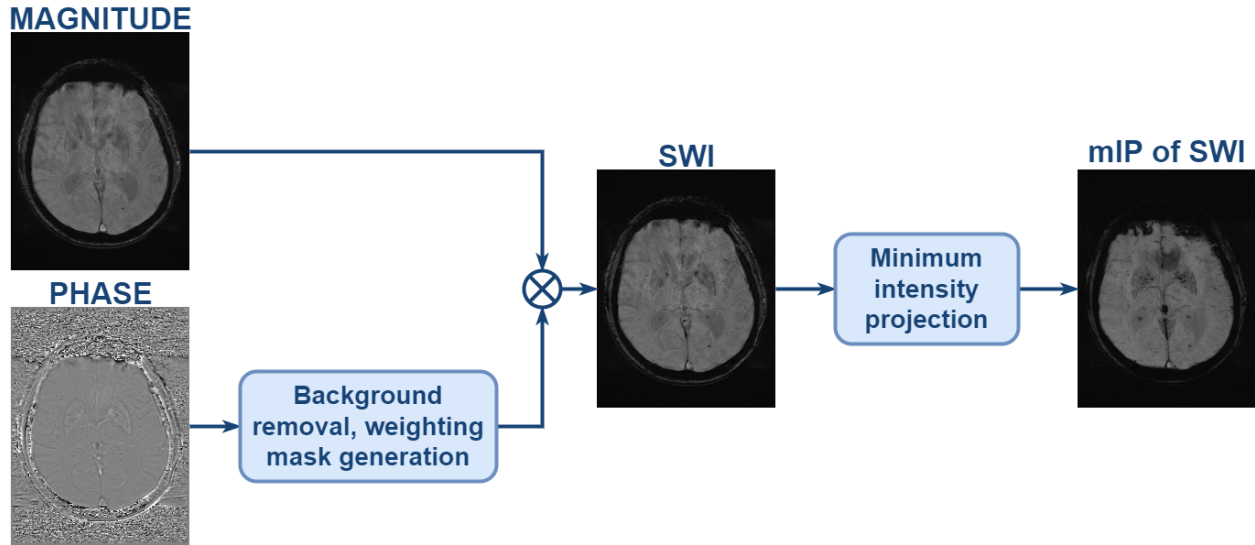 MAGNITUDE
PHASE
Background
removal, weighting
mask generation
SWI
Minimum
intensity
projection
mIP of SWI